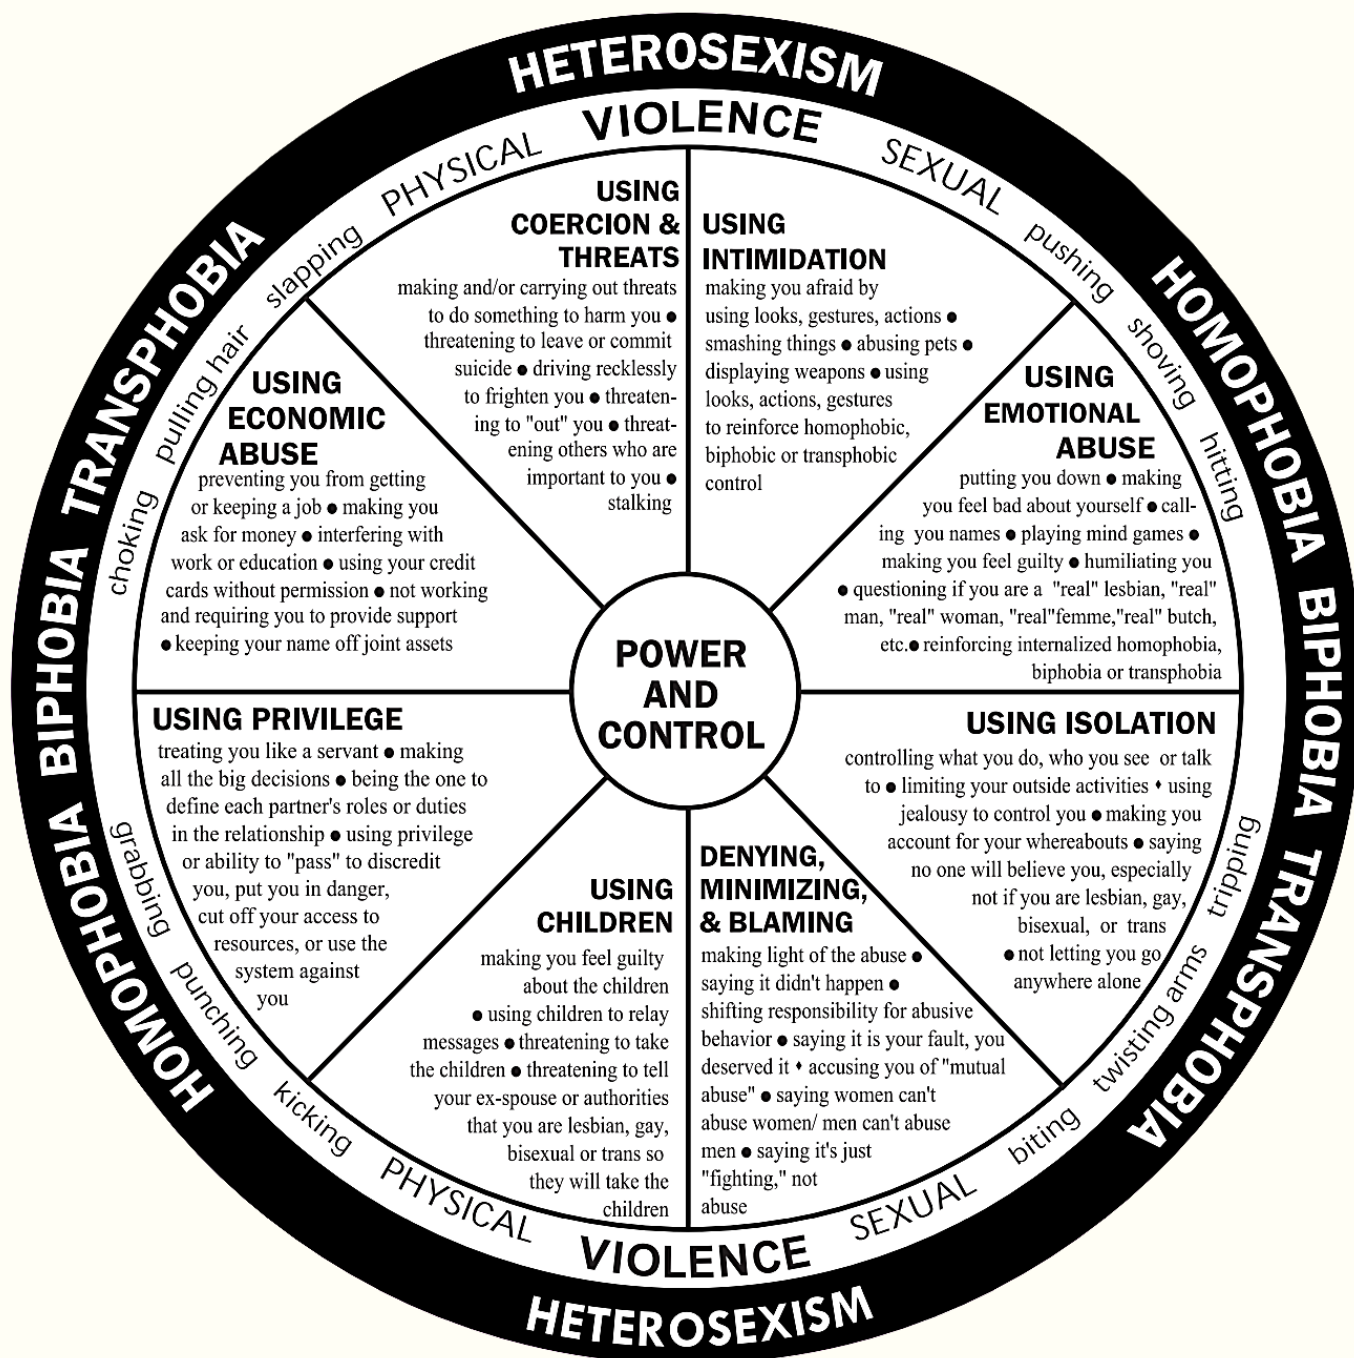 HETEROSEXISM
VIOLENCE
PHYSICAL
SEXUAL
slapping
pulling hair
choking
pushing
shoving
hitting
TRANSPHOBIA
BIPHOBIA
HOMOPHOBIA
HOMOPHOBIA
BIPHOBIA
TRANSPHOBIA
USING
COERCION &
THREATS
making and/or carrying out threats
to do something to harm you ●
threatening to leave or commit
suicide ● driving recklessly
to frighten you ● threaten-
ing to "out" you ● threat-
ening others who are
important to you ●
stalking
USING
INTIMIDATION
making you afraid by
using looks, gestures, actions ●
smashing things ● abusing pets ●
displaying weapons ● using
looks, actions, gestures
to reinforce homophobic,
biphobic or transphobic
control
USING
ECONOMIC
ABUSE
preventing you from getting
or keeping a job ● making you
ask for money ● interfering with
work or education ● using your credit
cards without permission ● not working
and requiring you to provide support
● keeping your name off joint assets
USING
EMOTIONAL
ABUSE
putting you down ● making
you feel bad about yourself ● call-
ing you names ● playing mind games ●
making you feel guilty ● humiliating you
● questioning if you are a "real" lesbian, "real"
man, "real" woman, "real"femme,"real" butch,
etc.● reinforcing internalized homophobia,
biphobia or transphobia
POWER
AND
CONTROL
USING PRIVILEGE
treating you like a servant ● making
all the big decisions ● being the one to
define each partner's roles or duties
in the relationship ● using privilege
or ability to "pass" to discredit
you, put you in danger,
cut off your access to
resources, or use the
system against
you
USING ISOLATION
controlling what you do, who you see or talk
to ● limiting your outside activities ♦ using
jealousy to control you ● making you
account for your whereabouts ● saying
no one will believe you, especially
not if you are lesbian, gay,
bisexual, or trans
● not letting you go
anywhere alone
USING
CHILDREN
making you feel guilty
about the children
● using children to relay
messages ● threatening to take
the children ● threatening to tell
your ex-spouse or authorities
that you are lesbian, gay,
bisexual or trans so
they will take the
children
DENYING,
MINIMIZING,
& BLAMING
making light of the abuse ●
saying it didn't happen ●
shifting responsibility for abusive
behavior ● saying it is your fault, you
deserved it ♦ accusing you of "mutual
abuse" ● saying women can't
abuse women/ men can't abuse
men ● saying it's just
"fighting," not
abuse
grabbing
punching
kicking
tripping
twisting arms
biting
PHYSICAL
VIOLENCE
SEXUAL
HETEROSEXISM